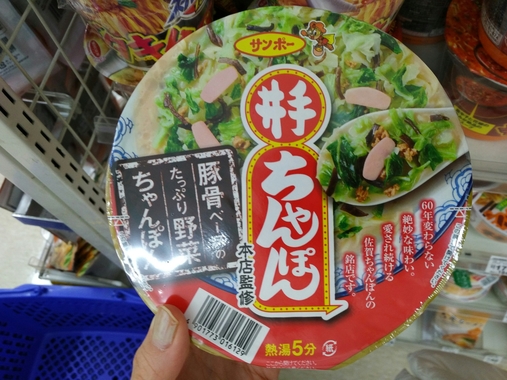 サンポー
井手
ちゃんぽん
本店監修
豚骨ベースの
たっぷり野菜
ちゃんぽん
60年変わらない
絶妙な味わい。
愛され続ける
佐賀ちゃんぽんの
銘店です。
熱湯5分
紙